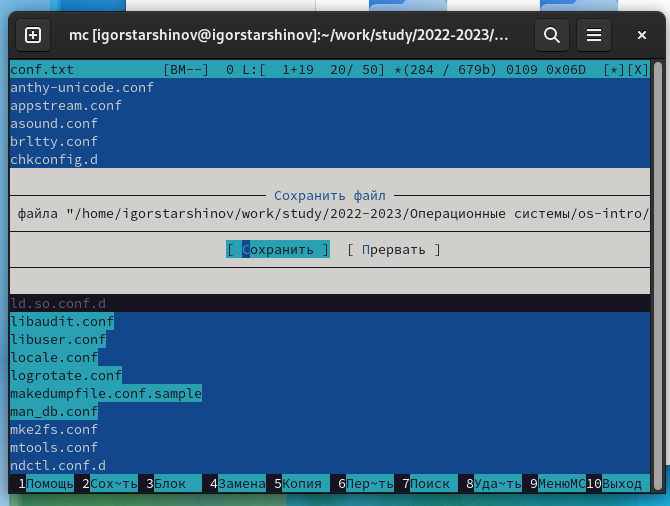 mc [igorstarshinov@igorstarshinov]:~/work/study/2022-2023/...
conf.txt [BM--] 0 L:[ 1+19 20/ 50] *(284 / 679b) 0109 0x06D [*][X]
anthy-unicode.conf
appstream.conf
asound.conf
brltty.conf
chkconfig.d
Сохранить файл
файла "/home/igorstarshinov/work/study/2022-2023/Операционные системы/os-intro/
[ Сохранить ] [ Прервать ]
ld.so.conf.d
libaudit.conf
libuser.conf
locale.conf
logrotate.conf
makedumpfile.conf.sample
man_db.conf
mke2fs.conf
mtools.conf
ndctl.conf.d
1Помощь 2Сох~ть 3Блок 4Замена 5Копия 6Пер~ть 7Поиск 8Уда~ть 9МенюMC 10Выход